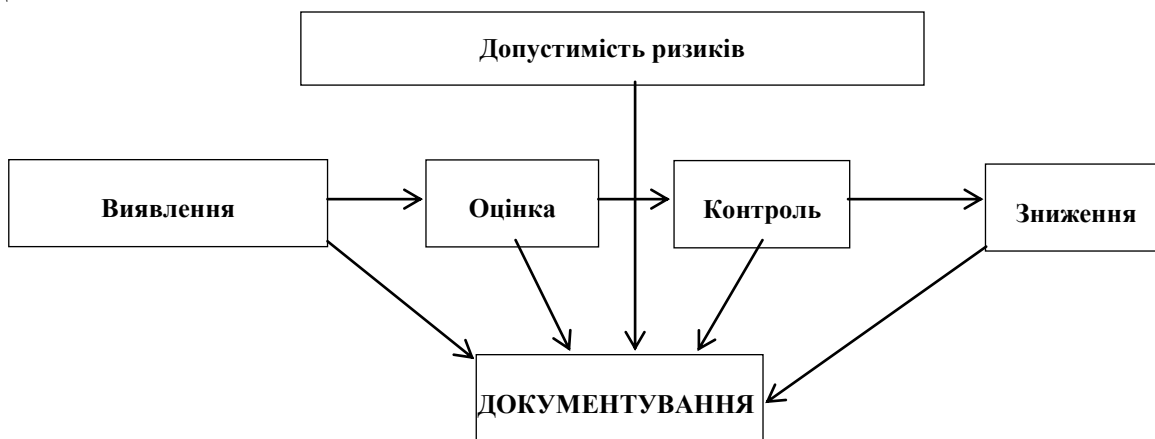 Допустимість ризиків
Виявлення
Оцінка
Контроль
Зниження
ДОКУМЕНТУВАННЯ